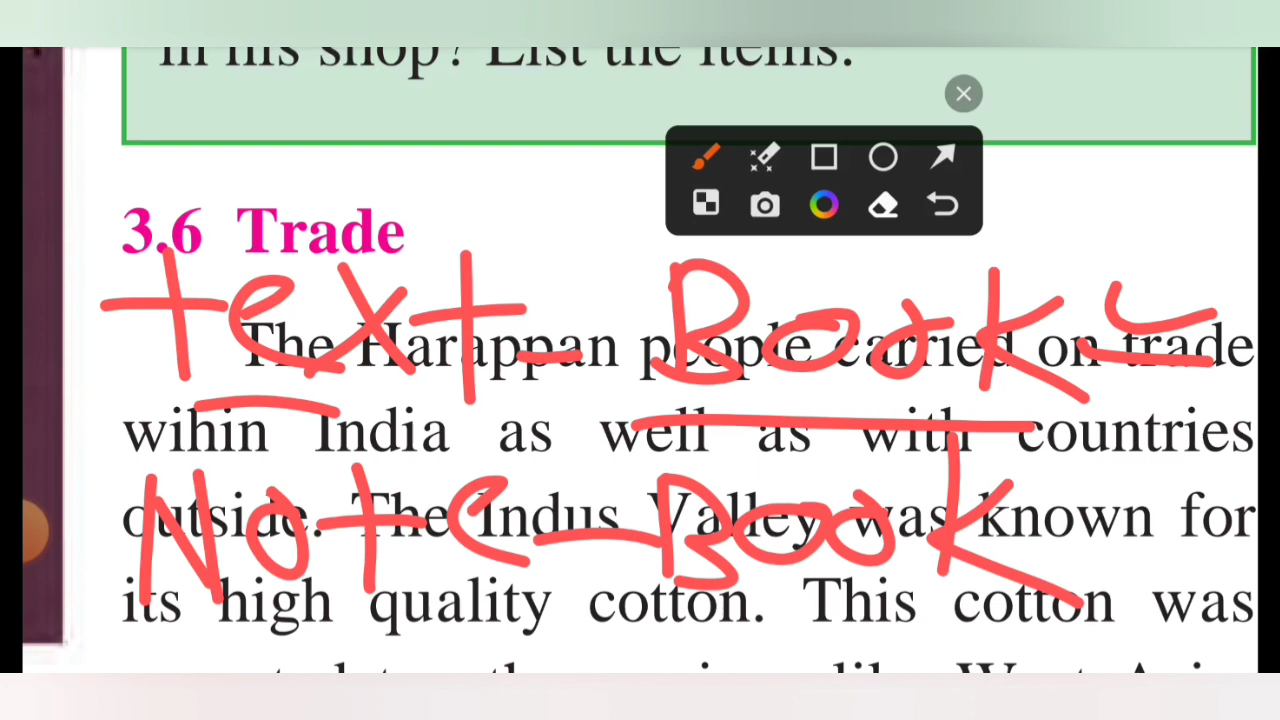 in his shop? List the items.
3.6 Trade
Text - Book
The Harappan people carried on trade
wihin India as well as with countries
Note-Book
outside. The Indus Valley was known for
its high quality cotton. This cotton was